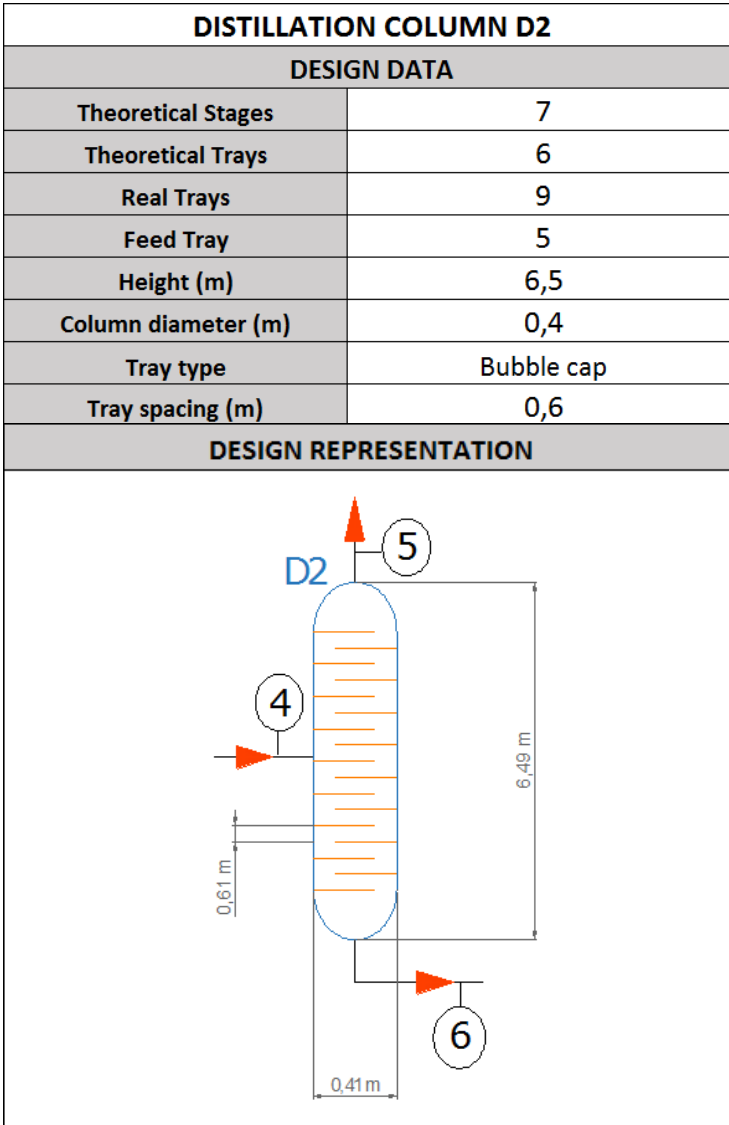 DISTILLATION COLUMN D2
DESIGN DATA
Theoretical Stages 7
Theoretical Trays 6
Real Trays 9
Feed Tray 5
Height (m) 6,5
Column diameter (m) 0,4
Tray type Bubble cap
Tray spacing (m) 0,6
DESIGN REPRESENTATION
5
D2
4
6,49 m
0,61 m
6
0,41 m